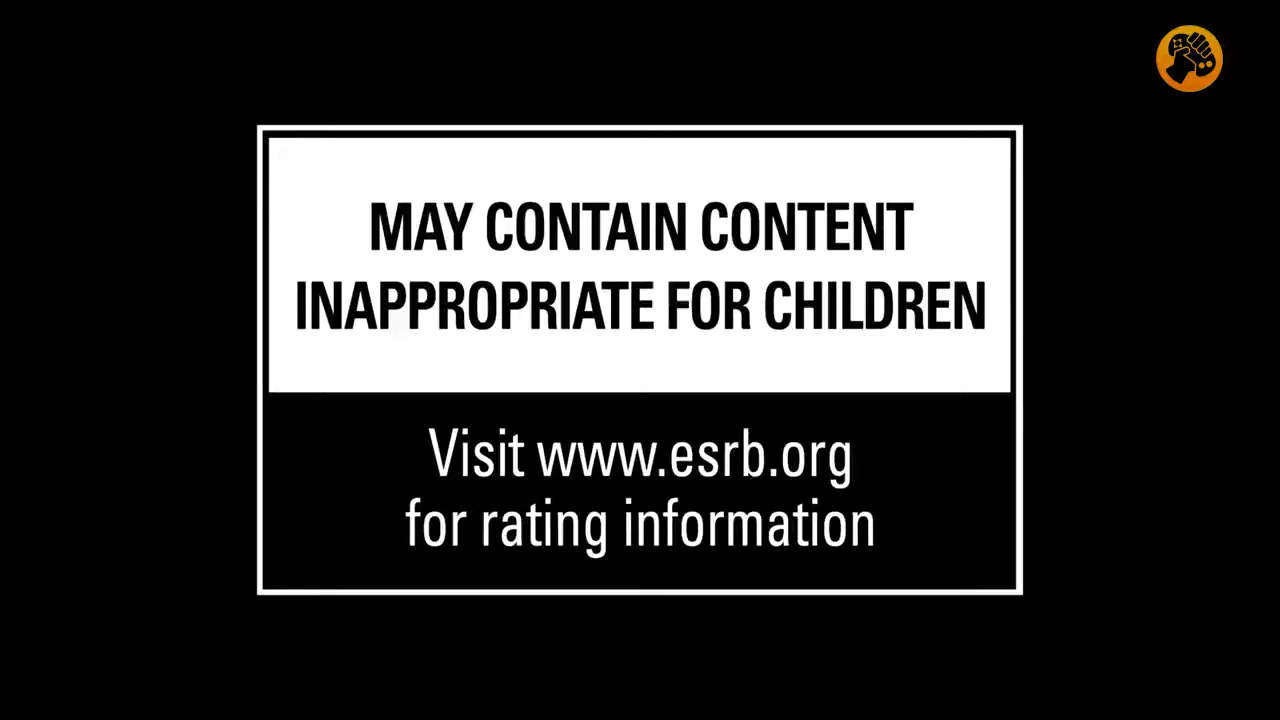 MAY CONTAIN CONTENT
INAPPROPRIATE FOR CHILDREN
Visit www.esrb.org
for rating information